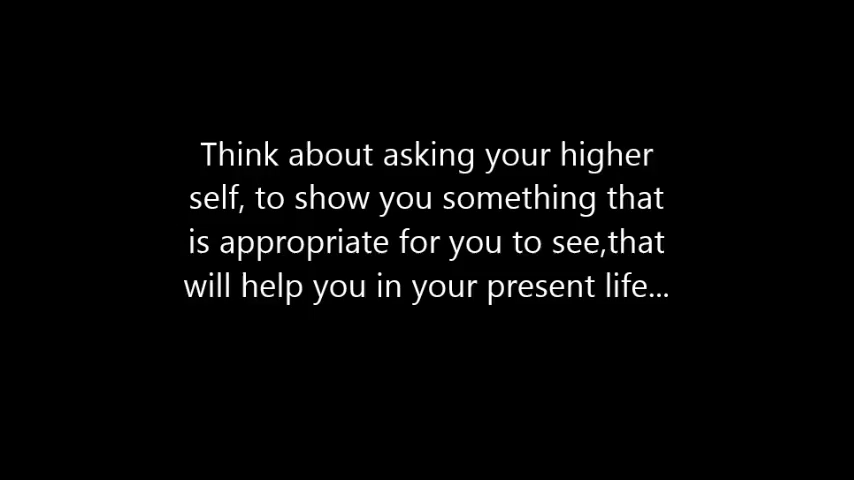 Think about asking your higher
self, to show you something that
is appropriate for you to see,that
will help you in your present life...